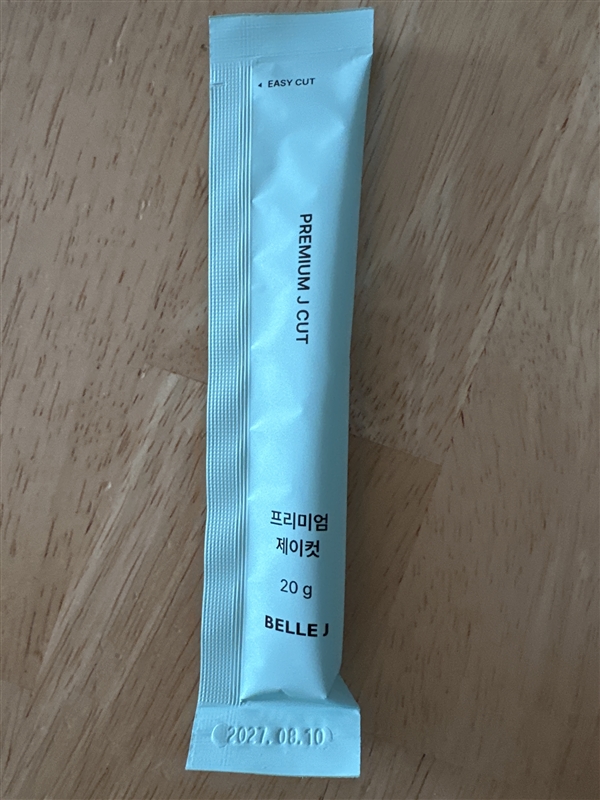 EASY CUT
PREMIUM J CUT
프리미엄
제이컷
20 g
BELLE J
2027.08.10